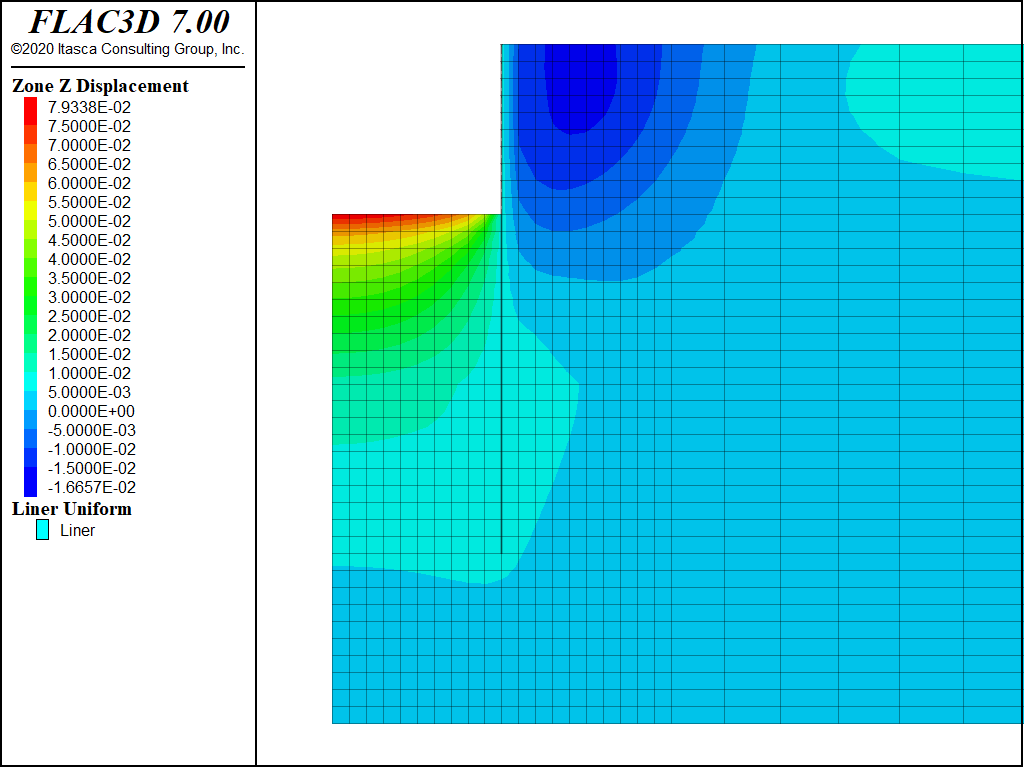 FLAC3D 7.00
©2020 Itasca Consulting Group, Inc.
Zone Z Displacement
7.9338E-02
7.5000E-02
7.0000E-02
6.5000E-02
6.0000E-02
5.5000E-02
5.0000E-02
4.5000E-02
4.0000E-02
3.5000E-02
3.0000E-02
2.5000E-02
2.0000E-02
1.5000E-02
1.0000E-02
5.0000E-03
0.0000E+00
-5.0000E-03
-1.0000E-02
-1.5000E-02
-1.6657E-02
Liner Uniform
Liner